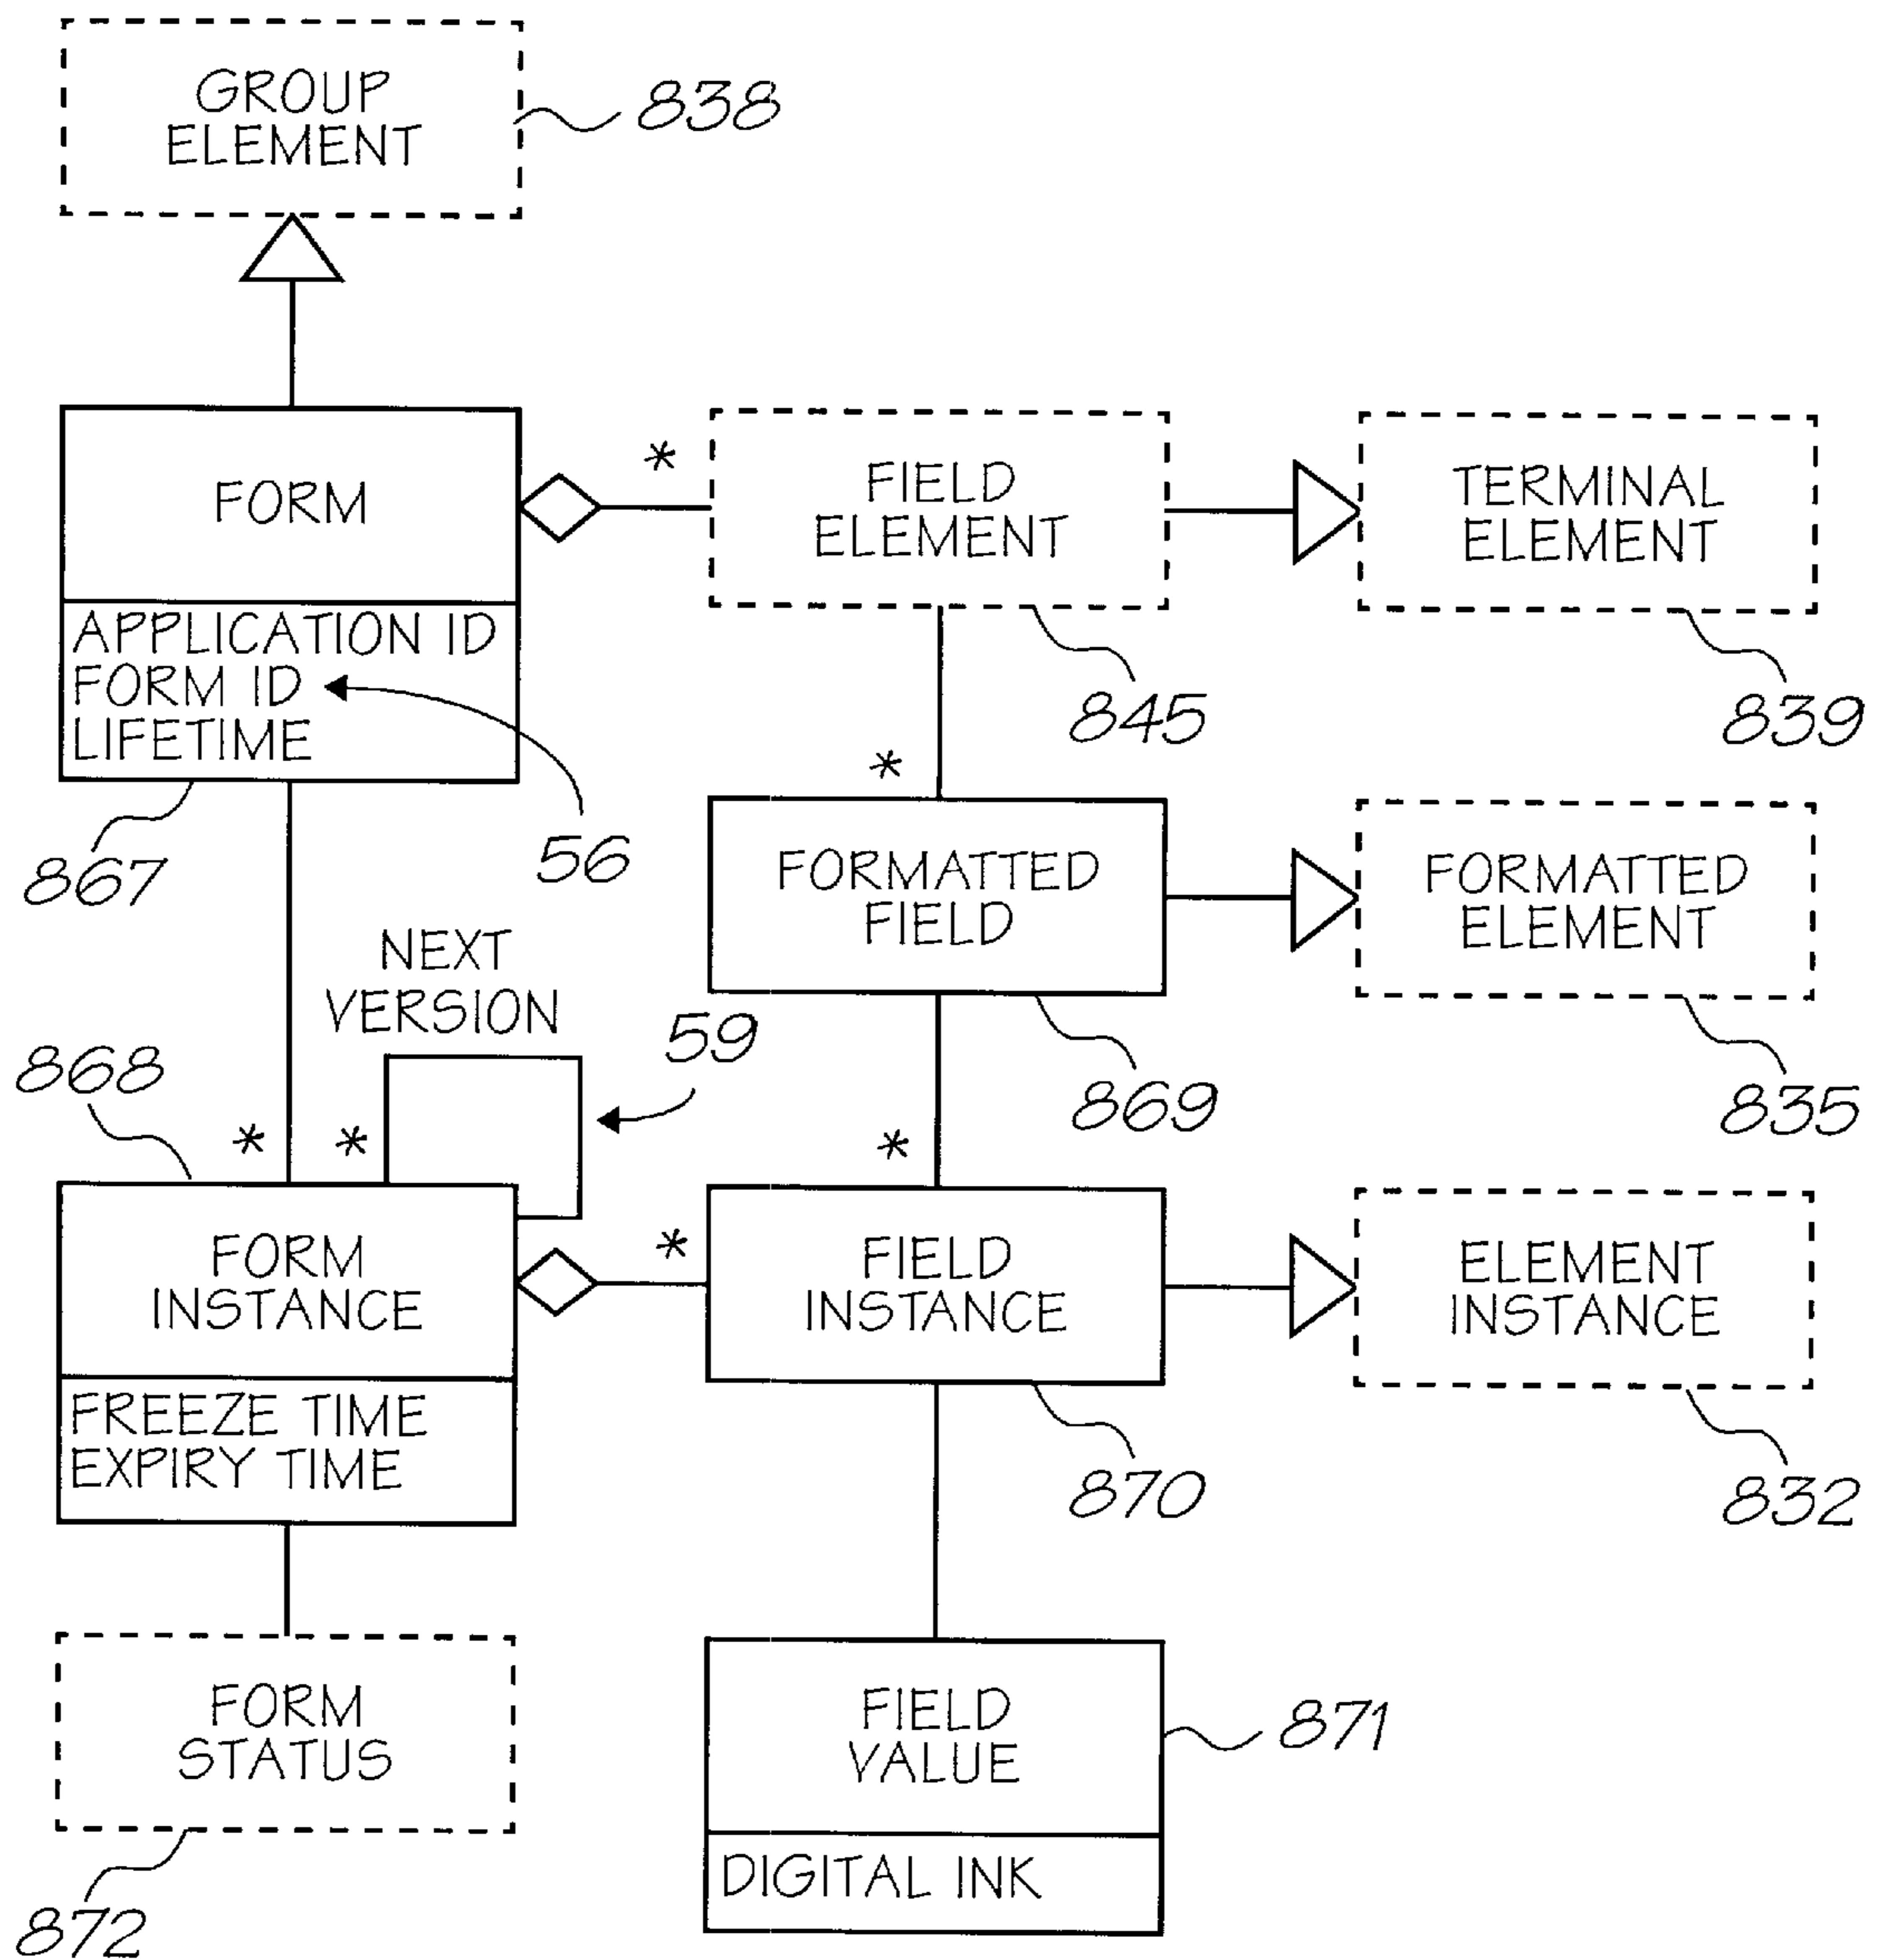 GROUP
ELEMENT
838
FORM
*
FIELD
ELEMENT
TERMINAL
ELEMENT
APPLICATION ID
FORM ID
LIFETIME
845
839
*
867
56
FORMATTED
FIELD
FORMATTED
ELEMENT
NEXT
VERSION
59
868
869
835
*
*
*
FORM
INSTANCE
*
FIELD
INSTANCE
ELEMENT
INSTANCE
FREEZE TIME
EXPIRY TIME
870
832
FORM
STATUS
FIELD
VALUE
871
DIGITAL INK
872